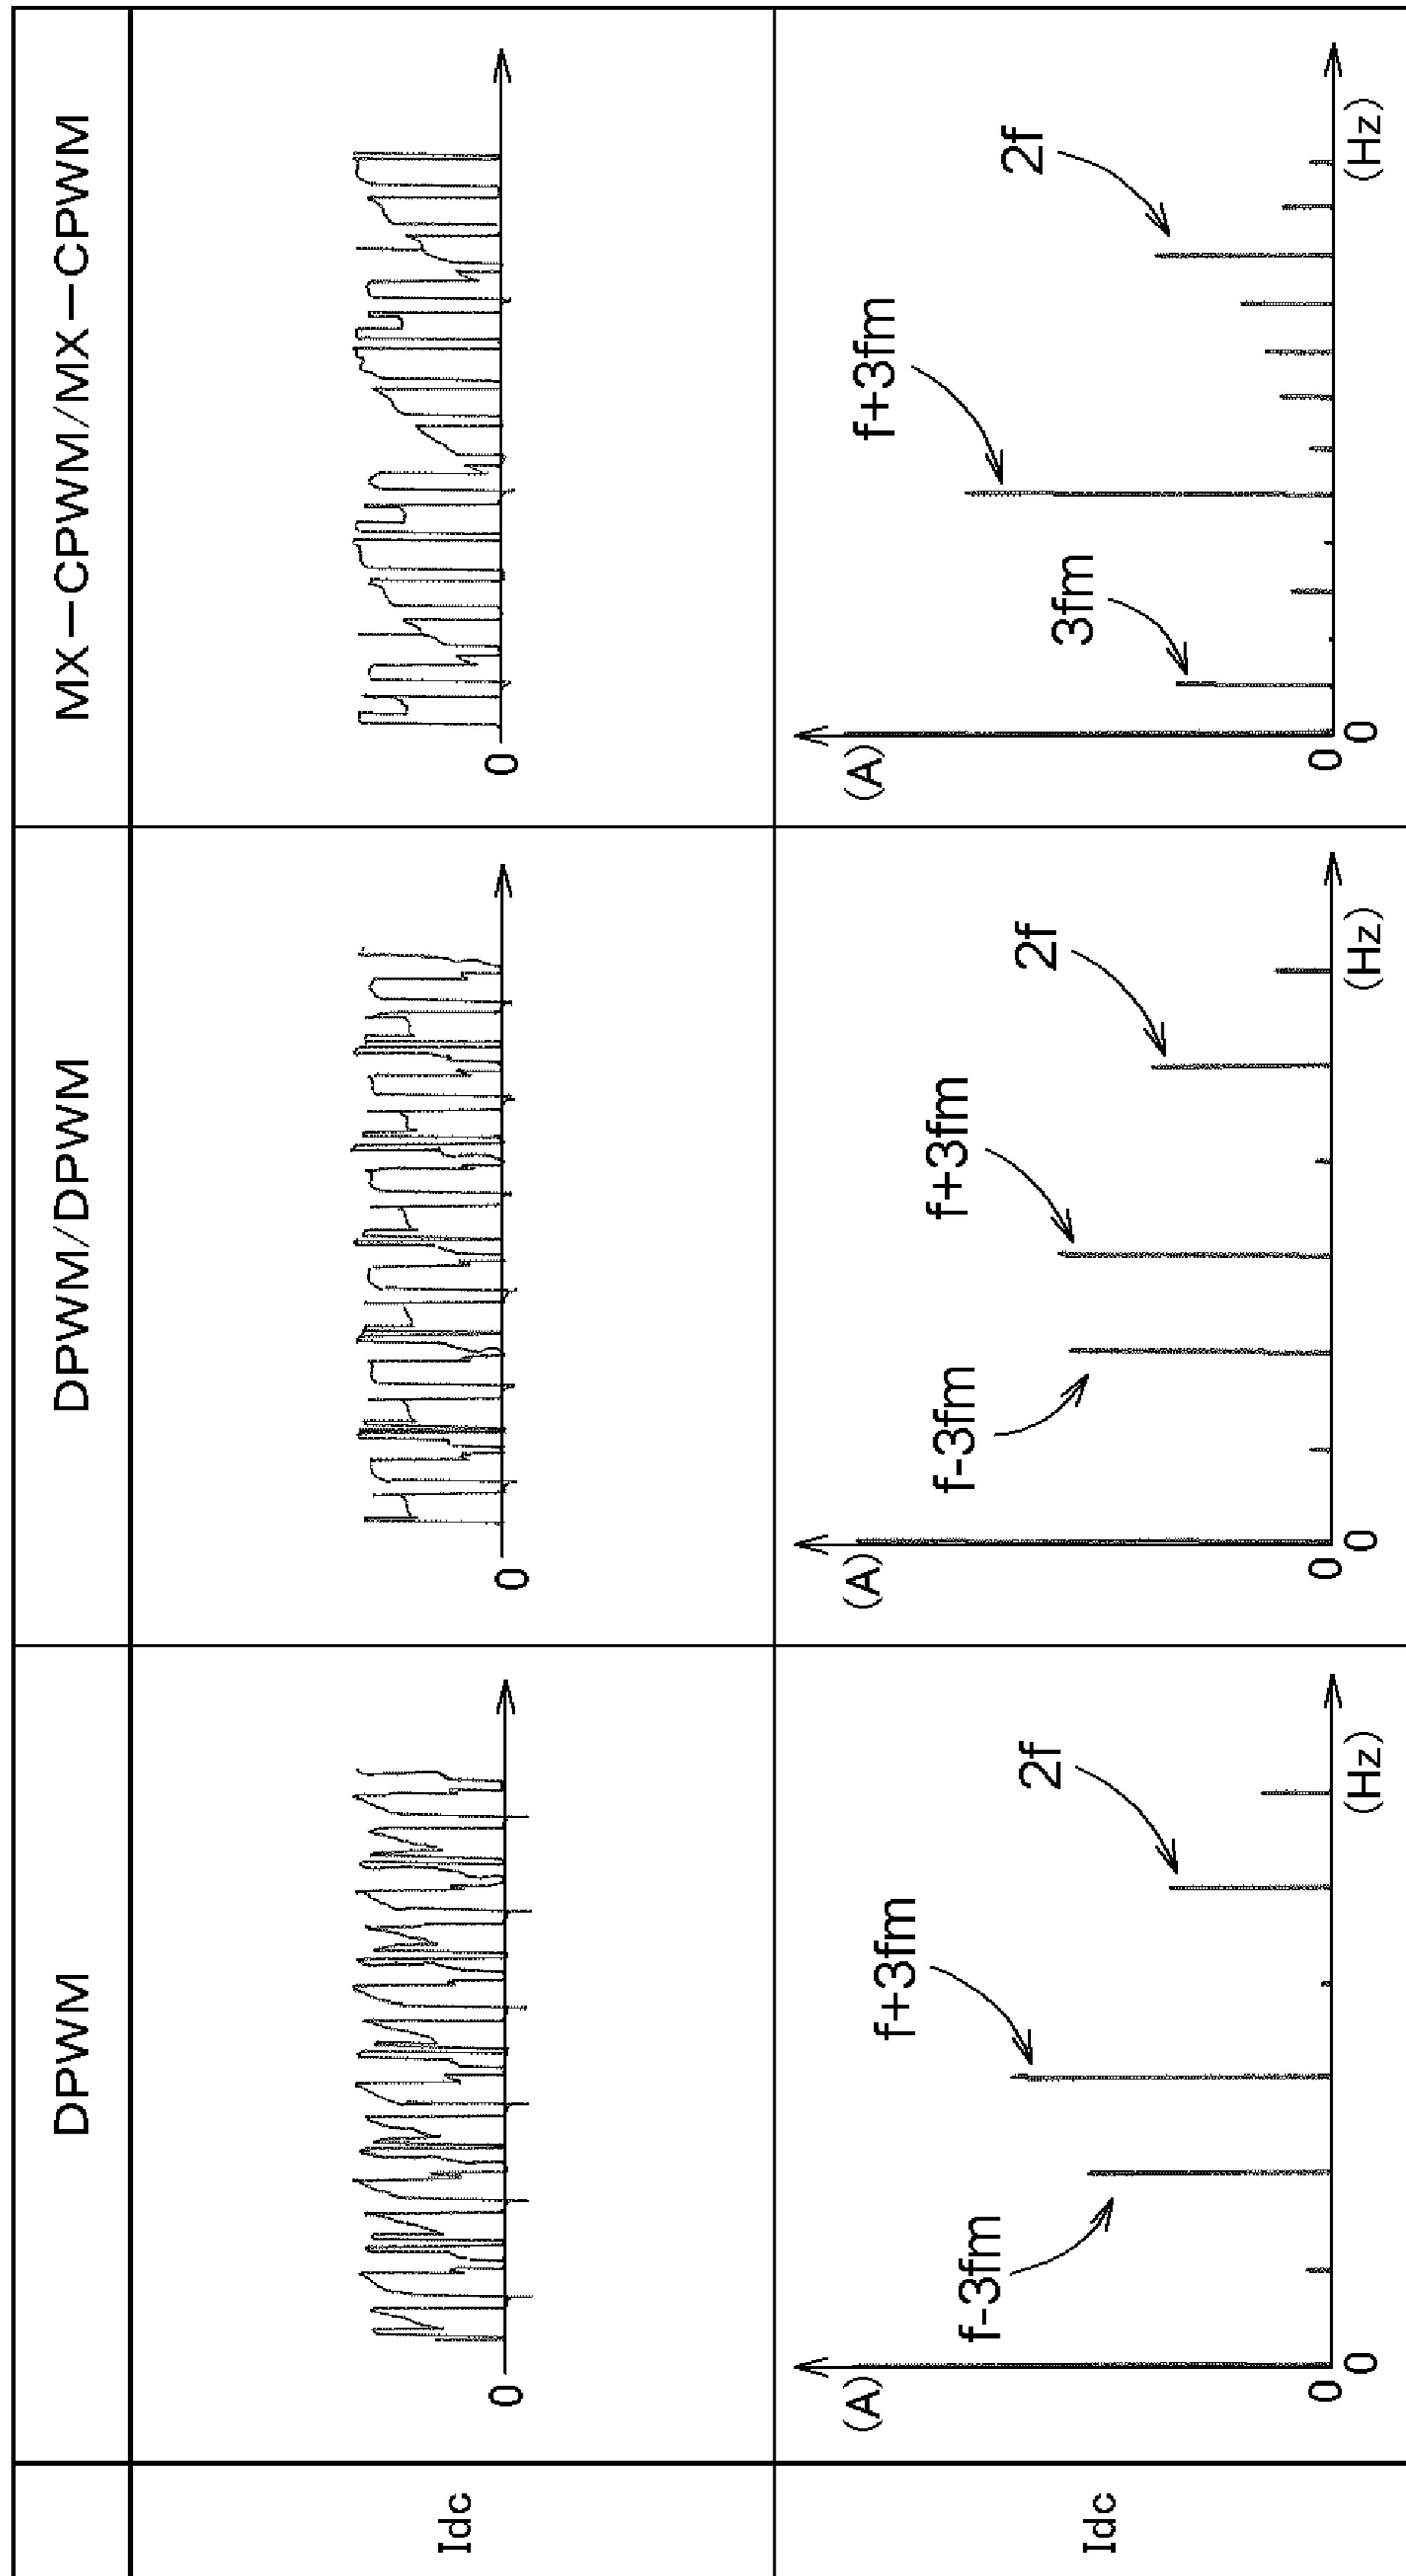 DPWM
DPWM/DPWM
MX−CPWM/MX−CPWM
Idc
0
0
0
Idc
(A)
f-3fm
f+3fm
2f
0
0
(Hz)
(A)
f-3fm
f+3fm
2f
0
0
(Hz)
(A)
3fm
f+3fm
2f
0
0
(Hz)